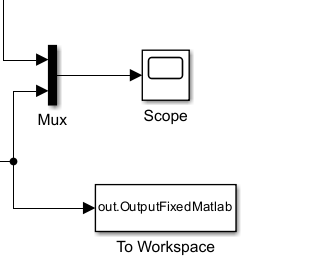 Mux
Scope
out.OutputFixedMatlab
To Workspace